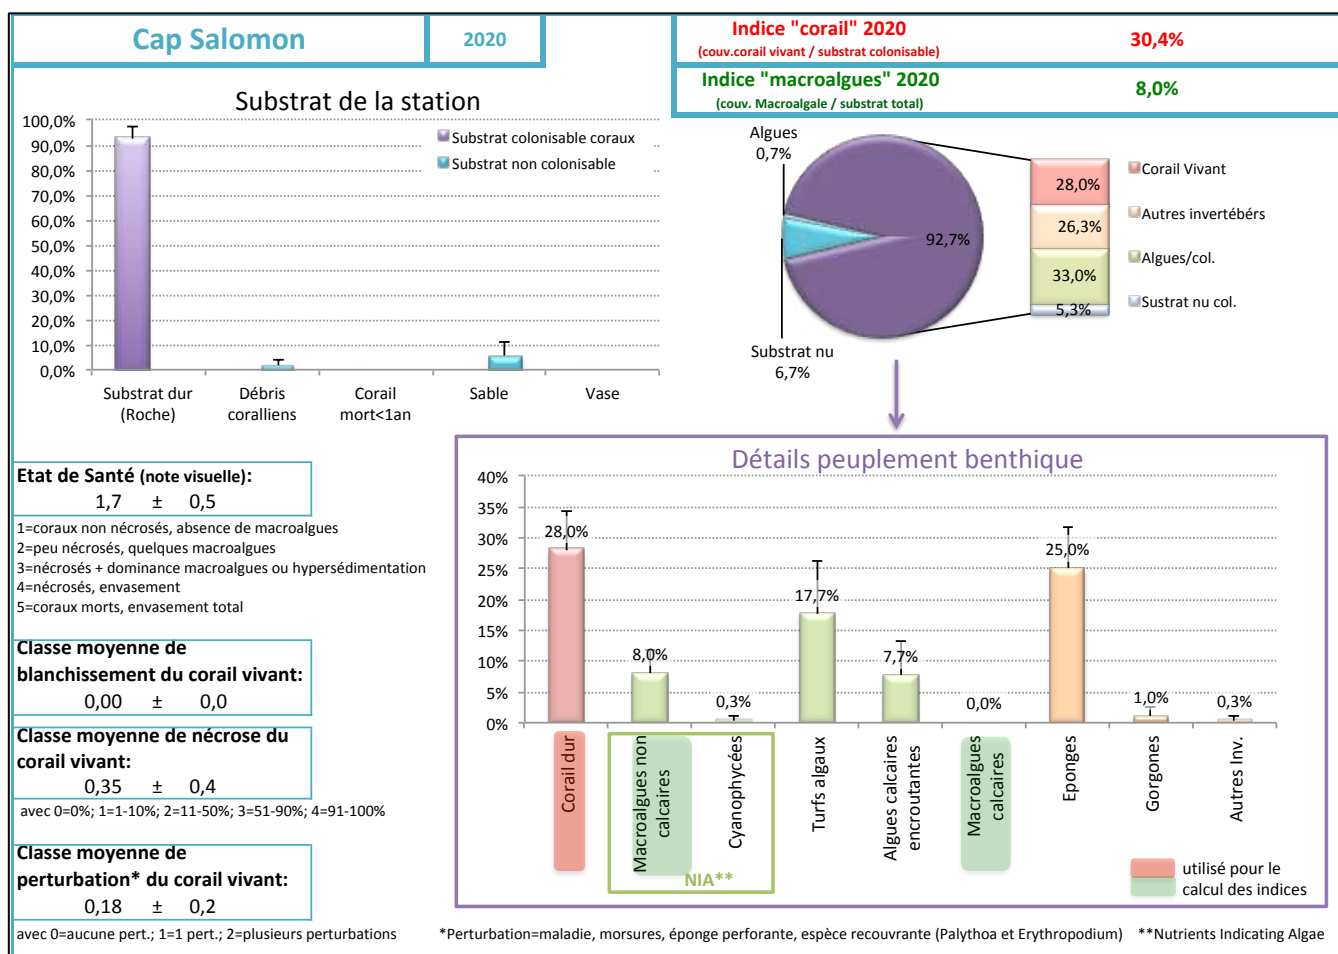 Cap Salomon
2020
Indice "corail" 2020
(couv.corail vivant / substrat colonisable)
30,4%
Indice "macroalgues" 2020
(couv. Macroalgale / substrat total)
8,0%
Substrat de la station
100,0%
90,0%
80,0%
70,0%
60,0%
50,0%
40,0%
30,0%
20,0%
10,0%
0,0%
Substrat colonisable coraux
Substrat non colonisable
Substrat dur
(Roche)
Débris
coralliens
Corail
mort<1an
Sable
Vase
Algues
0,7%
92,7%
Substrat nu
6,7%
28,0%
26,3%
33,0%
5,3%
Corail Vivant
Autres invertébérs
Algues/col.
Sustrat nu col.
Etat de Santé (note visuelle):
1,7 ± 0,5
1=coraux non nécrosés, absence de macroalgues
2=peu nécrosés, quelques macroalgues
3=nécrosés + dominance macroalgues ou hypersédimentation
4=nécrosés, envasement
5=coraux morts, envasement total
Classe moyenne de
blanchissement du corail vivant:
0,00 ± 0,0
Classe moyenne de nécrose du
corail vivant:
0,35 ± 0,4
avec 0=0%; 1=1-10%; 2=11-50%; 3=51-90%; 4=91-100%
Classe moyenne de
perturbation* du corail vivant:
0,18 ± 0,2
avec 0=aucune pert.; 1=1 pert.; 2=plusieurs perturbations
Détails peuplement benthique
40%
35%
30%
25%
20%
15%
10%
5%
0%
28,0%
8,0%
0,3%
17,7%
7,7%
0,0%
25,0%
1,0%
0,3%
Corail dur
Macroalgues non
calcaires
Cyanophycées
Turfs algaux
Algues calcaires
encroutantes
Macroalgues
calcaires
Eponges
Gorgones
Autres Inv.
NIA**
utilisé pour le
calcul des indices
*Perturbation=maladie, morsures, éponge perforante, espèce recouvrante (Palythoa et Erythropodium) **Nutrients Indicating Algae